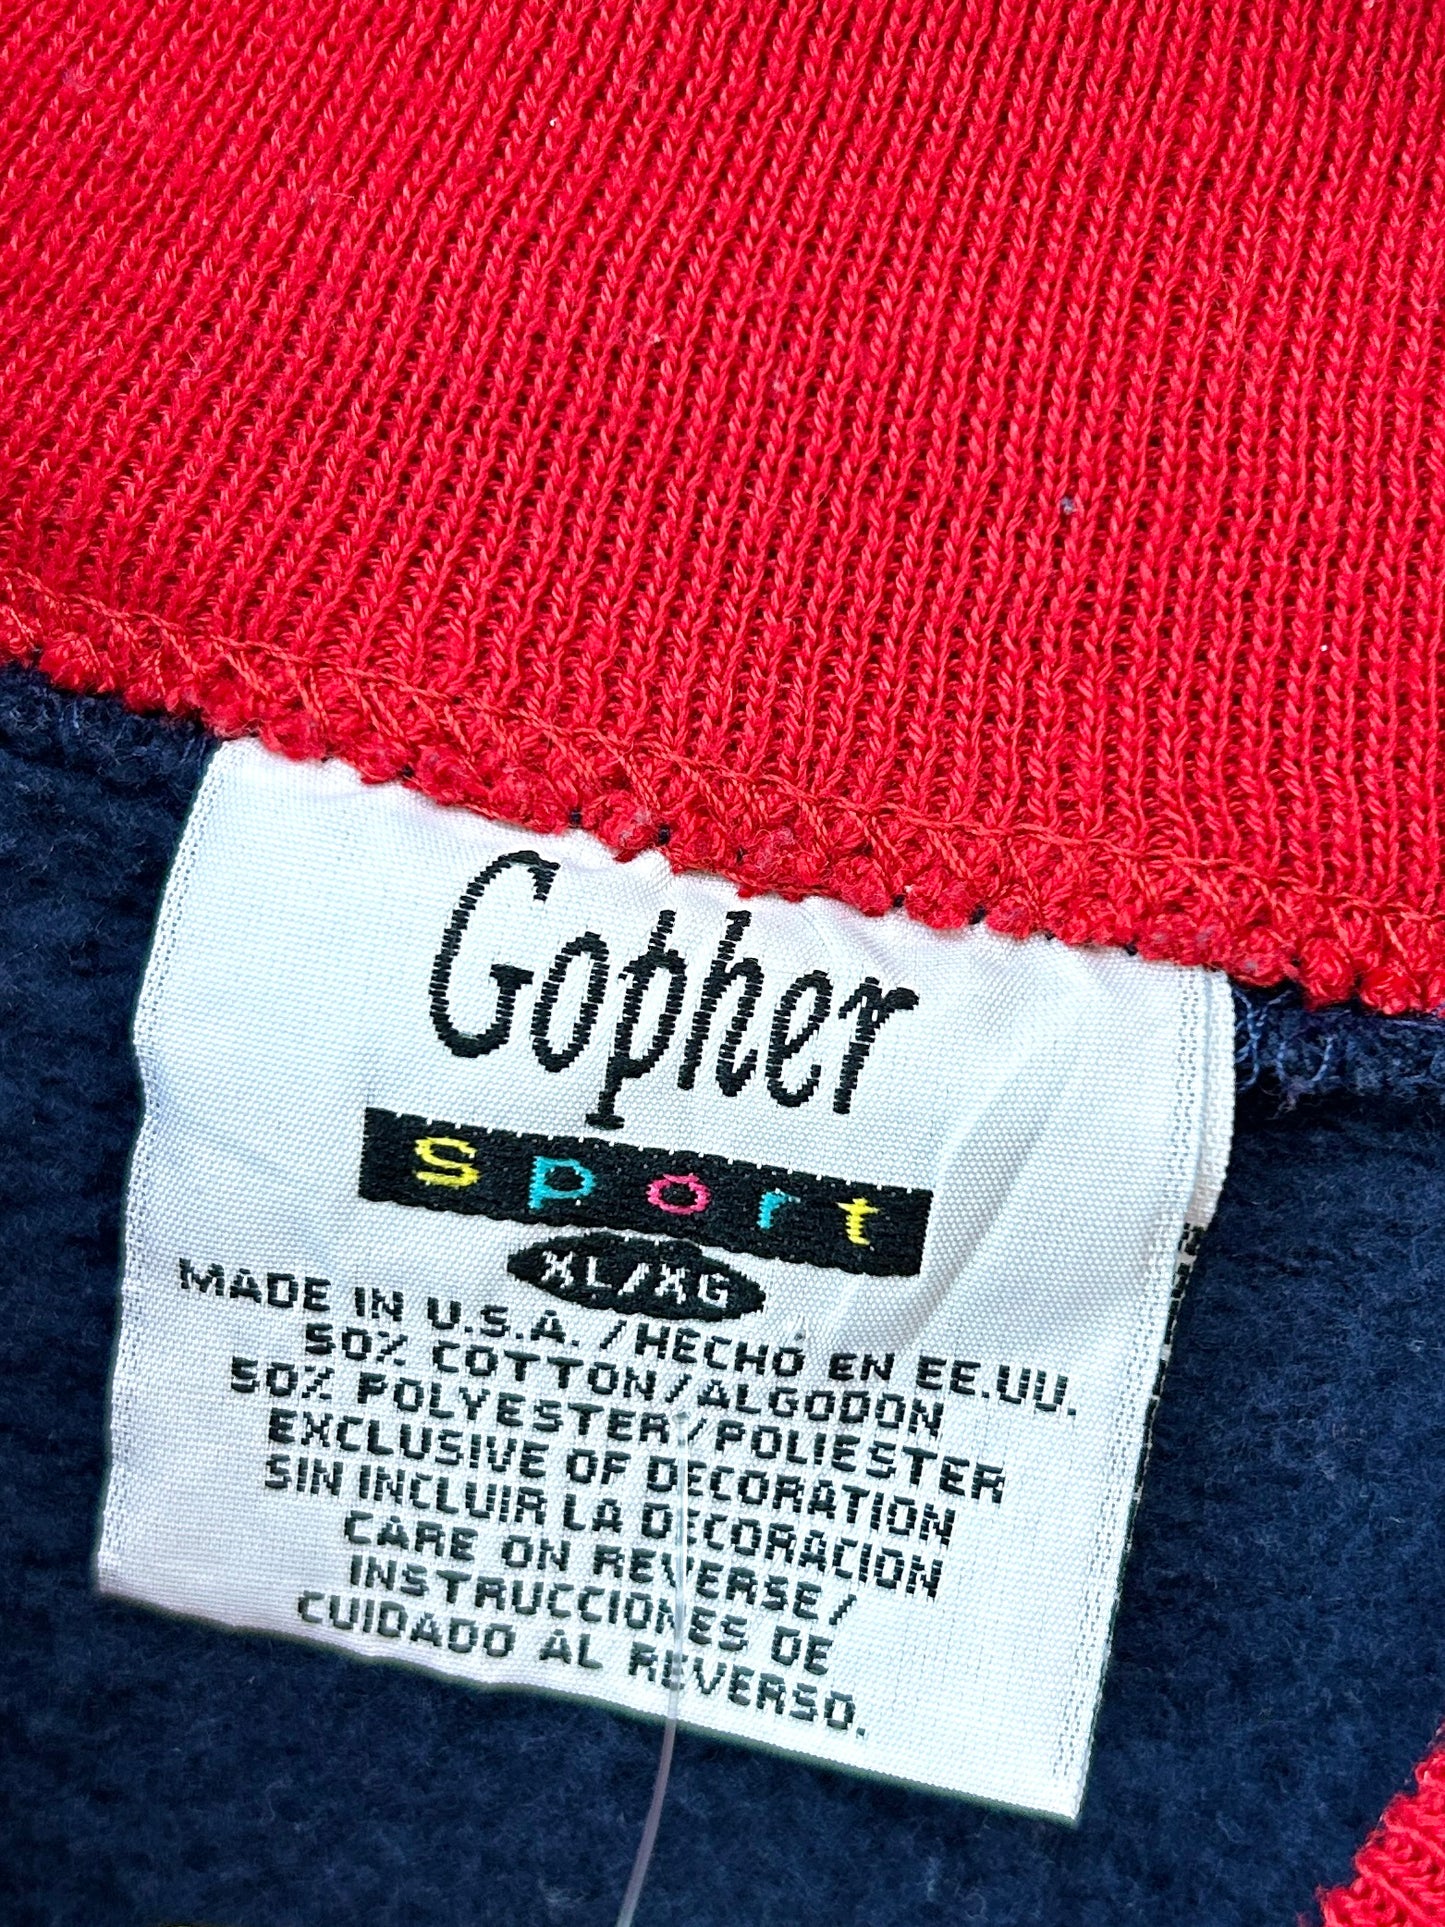 Gopher
sport
XL/XG
MADE IN U.S.A./HECHO EN EE.UU.
50% COTTON/ALGODON
50% POLYESTER/POLIESTER
EXCLUSIVE OF DECORATION
SIN INCLUIR LA DECORACION
CARE ON REVERSE/
INSTRUCCIONES DE
CUIDADO AL REVERSO.